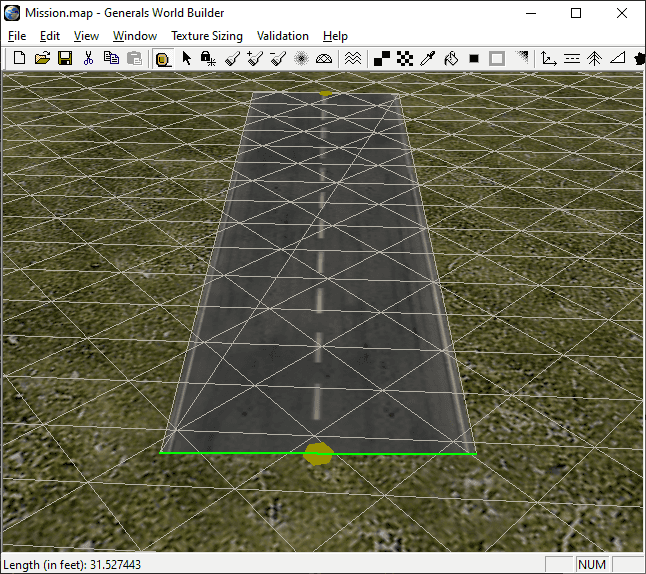 Mission.map - Generals World Builder
File Edit View Window Texture Sizing Validation Help
Length (in feet): 31.527443
NUM